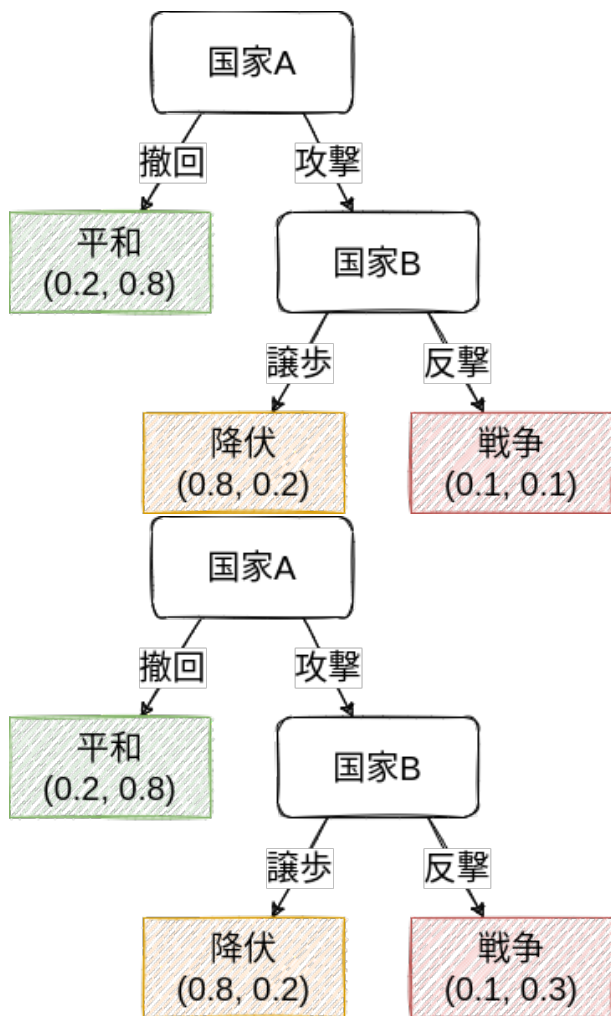 国家A
撤回
攻撃
平和
(0.2, 0.8)
国家B
譲歩
反撃
降伏
(0.8, 0.2)
戦争
(0.1, 0.1)
国家A
撤回
攻撃
平和
(0.2, 0.8)
国家B
譲歩
反撃
降伏
(0.8, 0.2)
戦争
(0.1, 0.3)